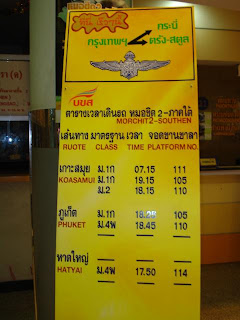 กระบี่
กรุงเทพฯ
ตรัง-สตูล
บขส
ตารางเวลาเดินรถ หมอชิต 2-ภาคใต้
MORCHIT2-SOUTHEN
เส้นทาง มาตรฐาน เวลา จอดชานชาลา
RUOTE CLASS TIME PLATFORM NO.
เกาะสมุย ม.1ก 07.15 111
KOASAMUI ม.1ก 19.15 105
ม.2 18.15 110
ภูเก็ต ม.1ก 105
PHUKET ม.4พ 18.45 110
หาดใหญ่
HATYAI ม.4พ 17.50 114